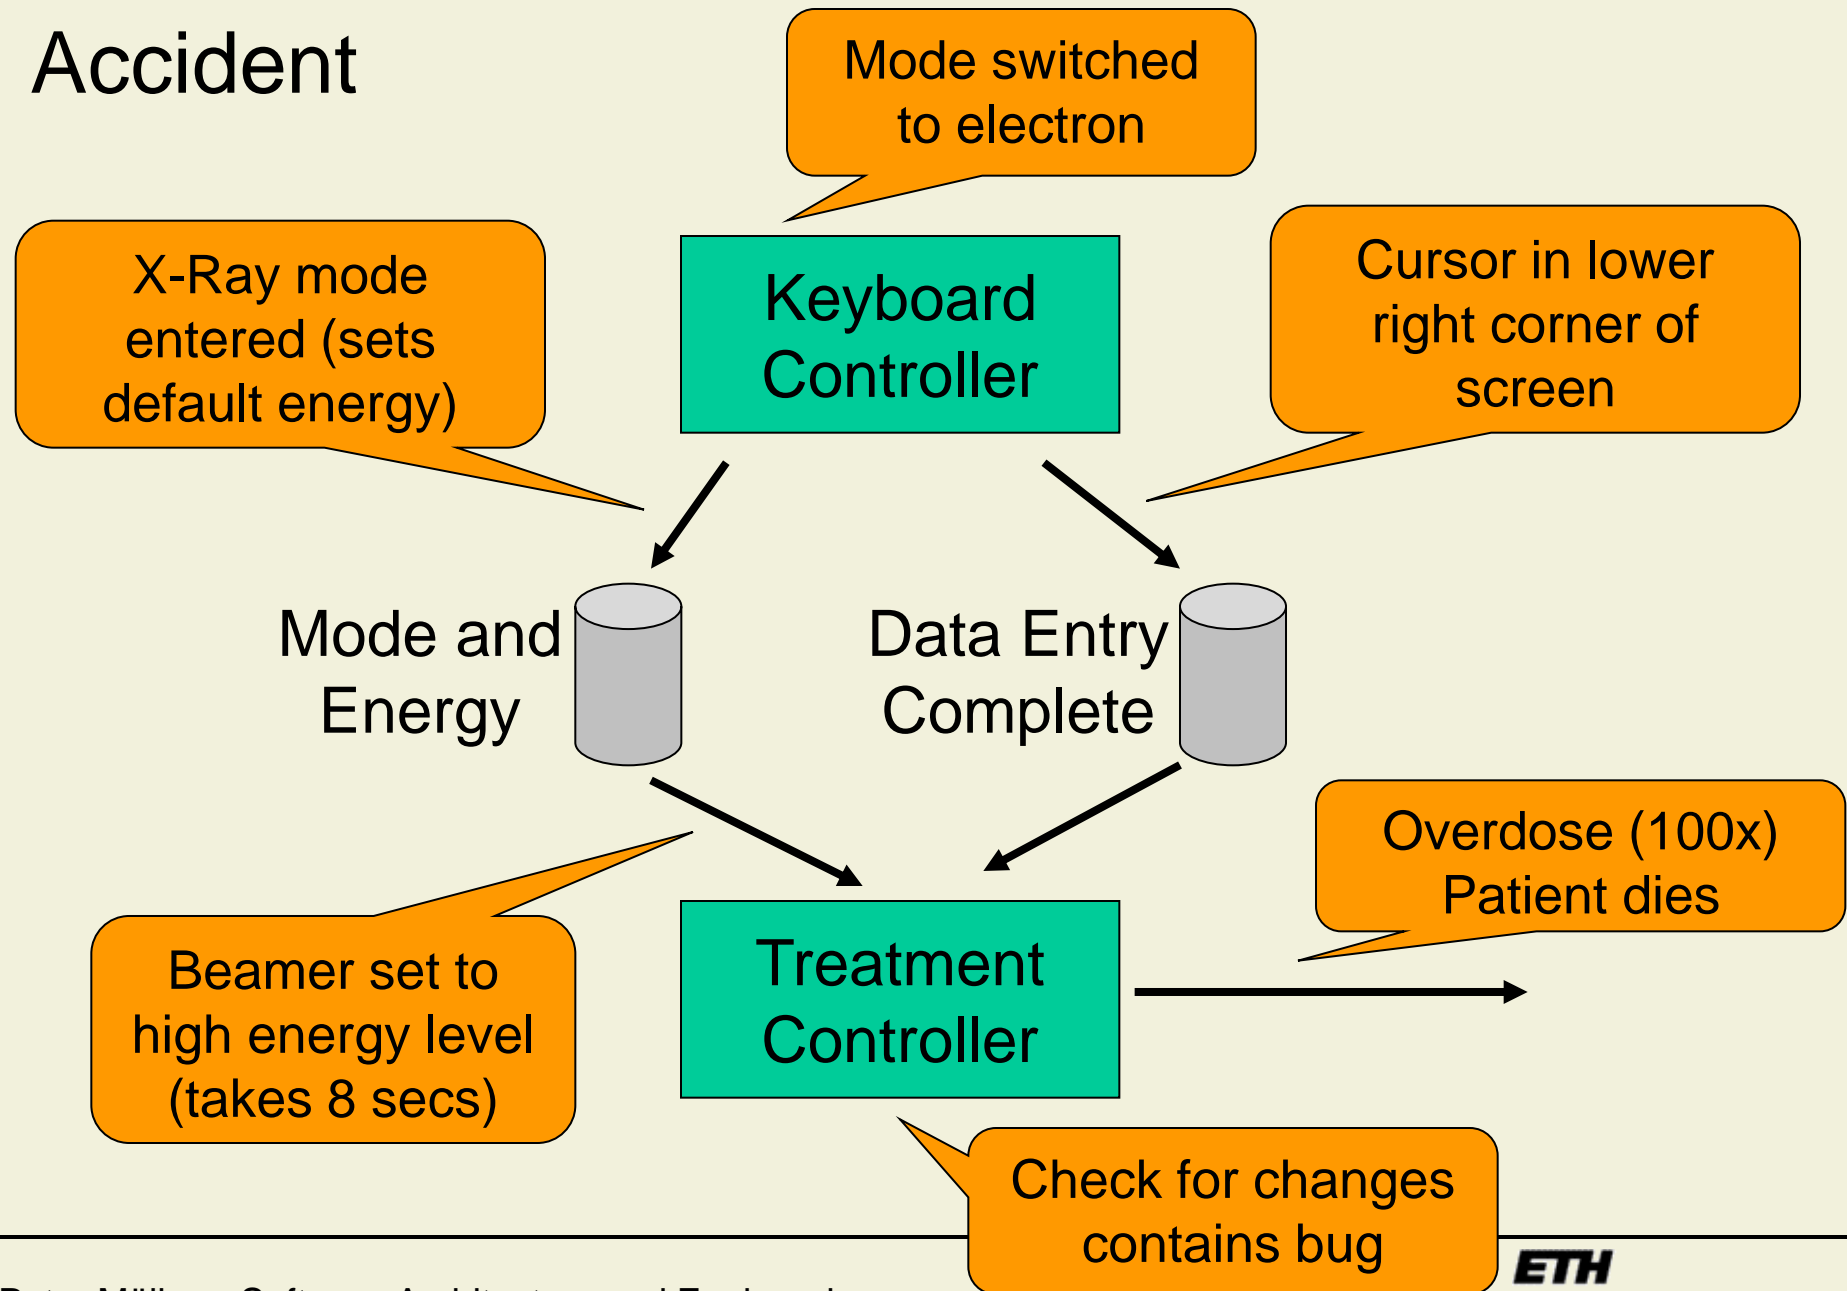 Accident
Mode switched
to electron
X-Ray mode
entered (sets
default energy)
Keyboard
Controller
Cursor in lower
right corner of
screen
Mode and
Energy
Data Entry
Complete
Overdose (100x)
Patient dies
Beamer set to
high energy level
(takes 8 secs)
Treatment
Controller
Check for changes
contains bug
ETH